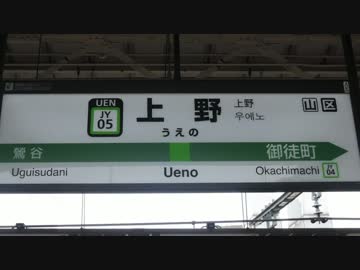 UEN
JY
05
上野
うえの
上野
우에노
山 区
鶯谷
Uguisudani
Ueno
御徒町
Okachimachi
JY
04